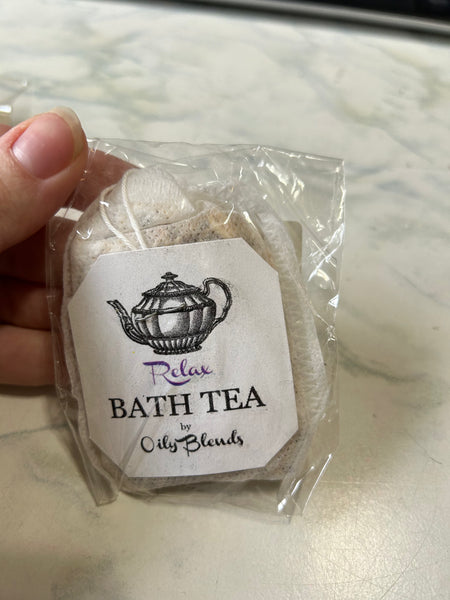 Relax
BATH TEA
by
Oily Blends